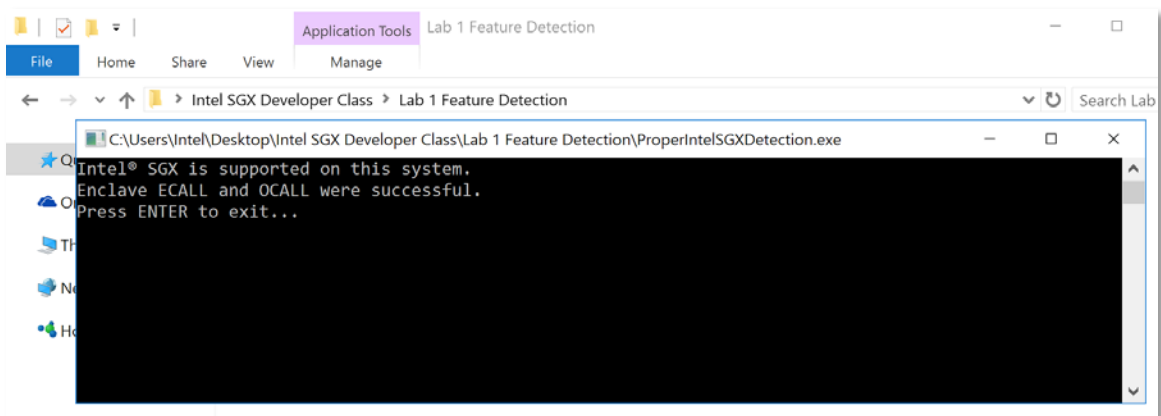 Application Tools Lab 1 Feature Detection
File Home Share View Manage
Intel SGX Developer Class Lab 1 Feature Detection Search Lab
C:\Users\Intel\Desktop\Intel SGX Developer Class\Lab 1 Feature Detection\ProperIntelSGXDetection.exe
Intel® SGX is supported on this system.
Enclave ECALL and OCALL were successful.
Press ENTER to exit...